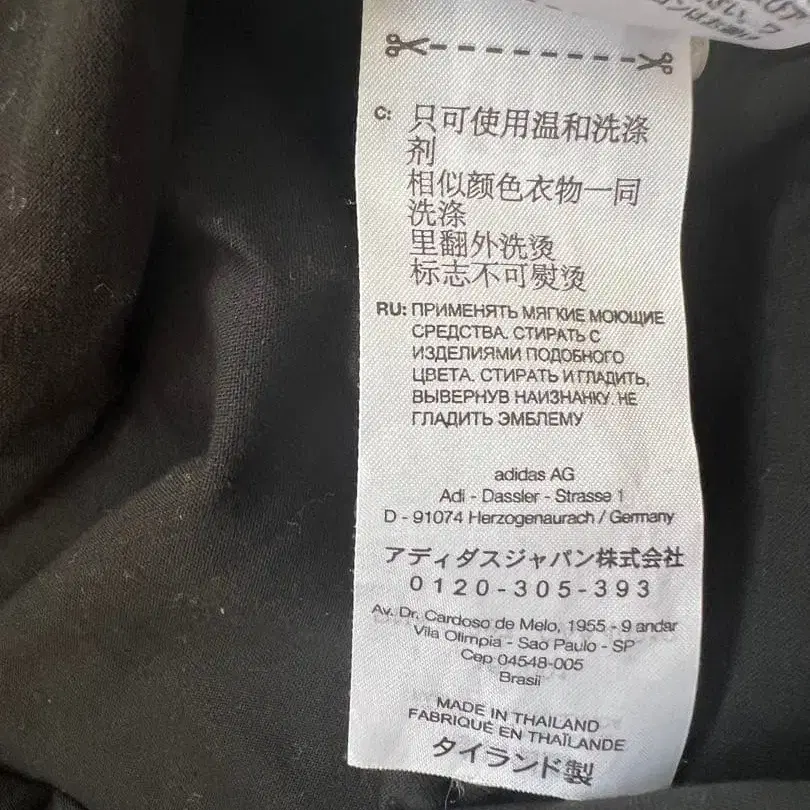 C: 只可使用温和洗涤
剂
相似颜色衣物一同
洗涤
里翻外洗烫
标志不可熨烫
RU: ПРИМЕНЯТЬ МЯГКИЕ МОЮЩИЕ
СРЕДСТВА. СТИРАТЬ С
ИЗДЕЛИЯМИ ПОДОБНОГО
ЦВЕТА. СТИРАТЬ И ГЛАДИТЬ,
ВЫВЕРНУВ НАИЗНАНКУ. НЕ
ГЛАДИТЬ ЭМБЛЕМУ
adidas AG
Adi - Dassler - Strasse 1
D - 91074 Herzogenaurach / Germany
アディダスジャパン株式会社
0120-305-393
Av. Dr. Cardoso de Melo, 1955 - 9 andar
Vila Olimpia - Sao Paulo - SP
Cep 04548-005
Brasil
MADE IN THAILAND
FABRIQUÉ EN THAÏLANDE
タイランド製